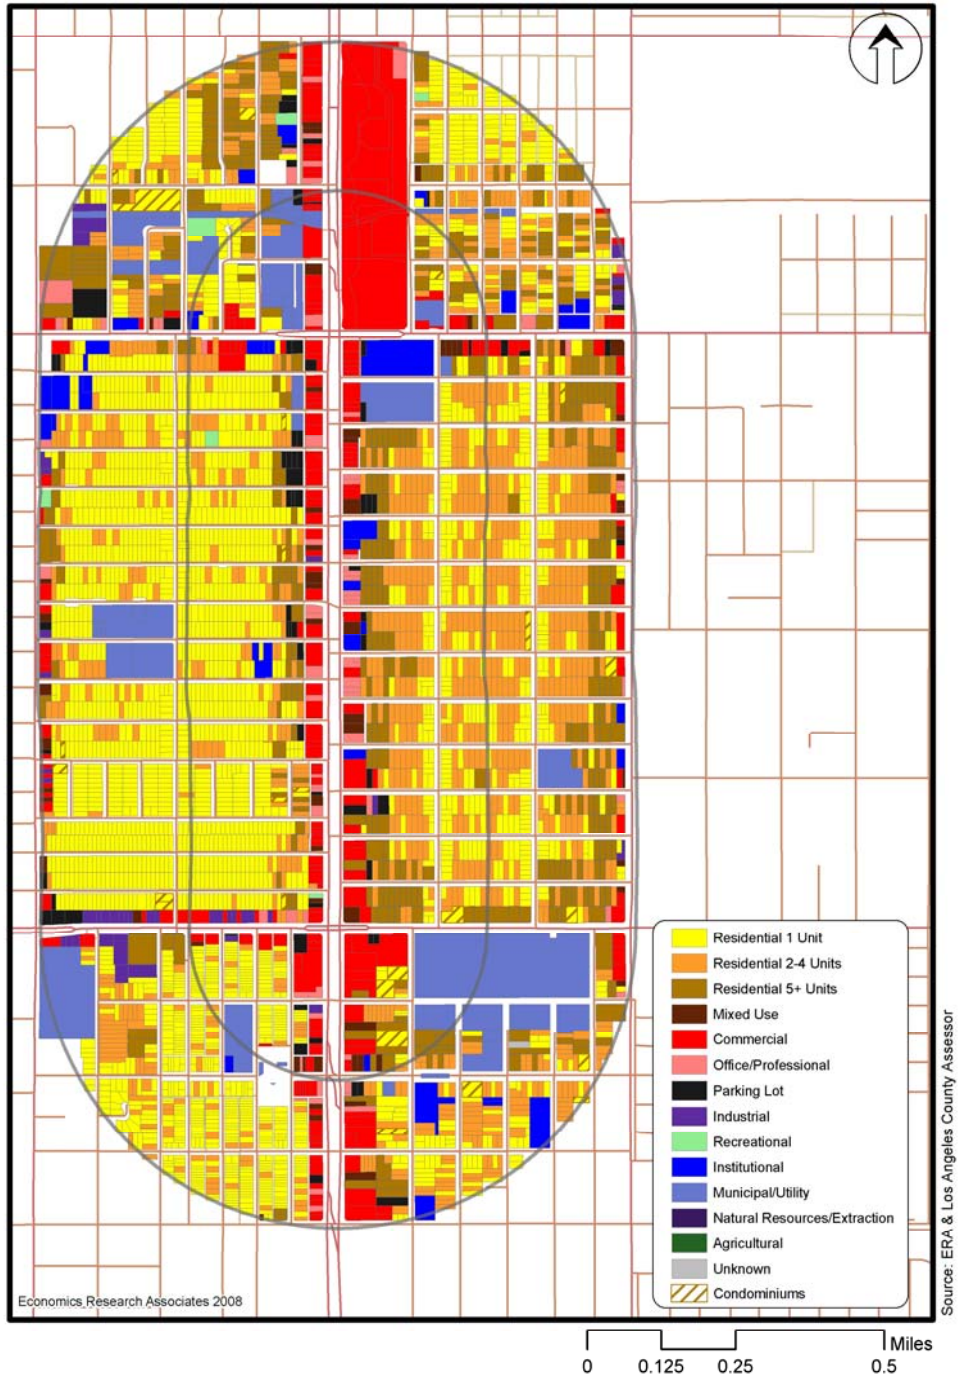 Residential 1 Unit
Residential 2-4 Units
Residential 5+ Units
Mixed Use
Commercial
Office/Professional
Parking Lot
Industrial
Recreational
Institutional
Municipal/Utility
Natural Resources/Extraction
Agricultural
Unknown
Condominiums
Economics Research Associates 2008
Source: ERA & Los Angeles County Assessor
Miles
0 0.125 0.25 0.5